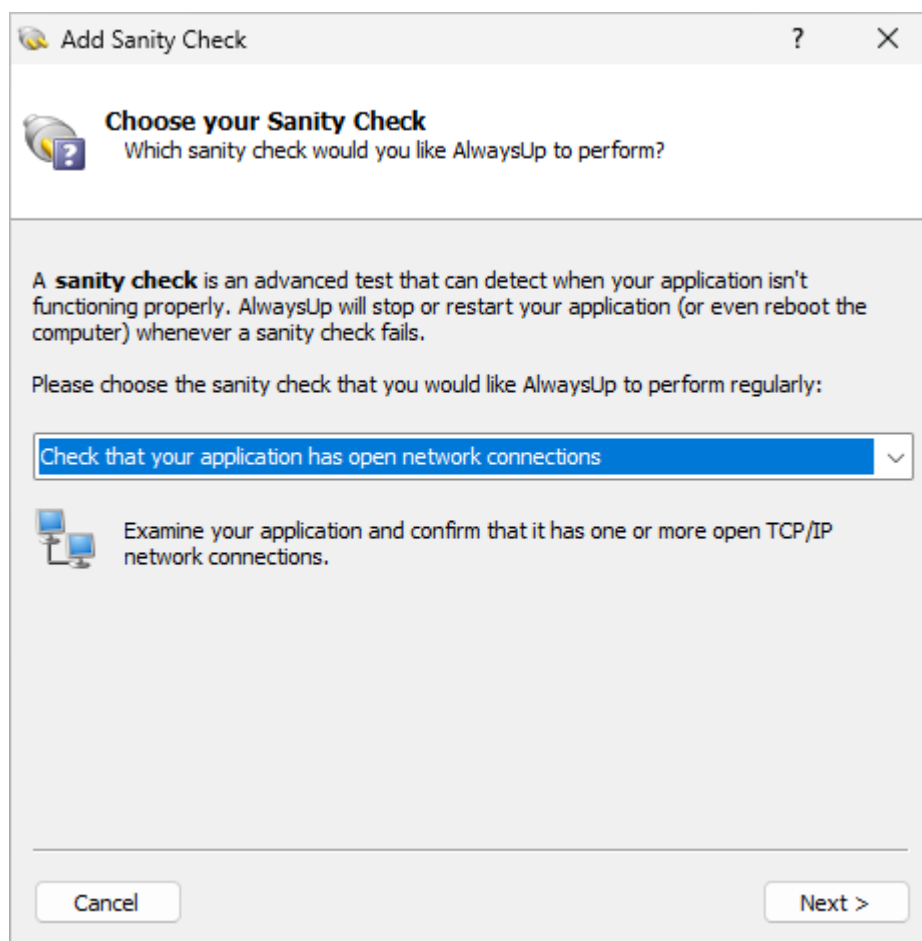 Add Sanity Check
?
Choose your Sanity Check
Which sanity check would you like AlwaysUp to perform?
?
A sanity check is an advanced test that can detect when your application isn't
functioning properly. AlwaysUp will stop or restart your application (or even reboot the
computer) whenever a sanity check fails.
Please choose the sanity check that you would like AlwaysUp to perform regularly:
Check that your application has open network connections
Examine your application and confirm that it has one or more open TCP/IP
network connections.
Cancel
Next >